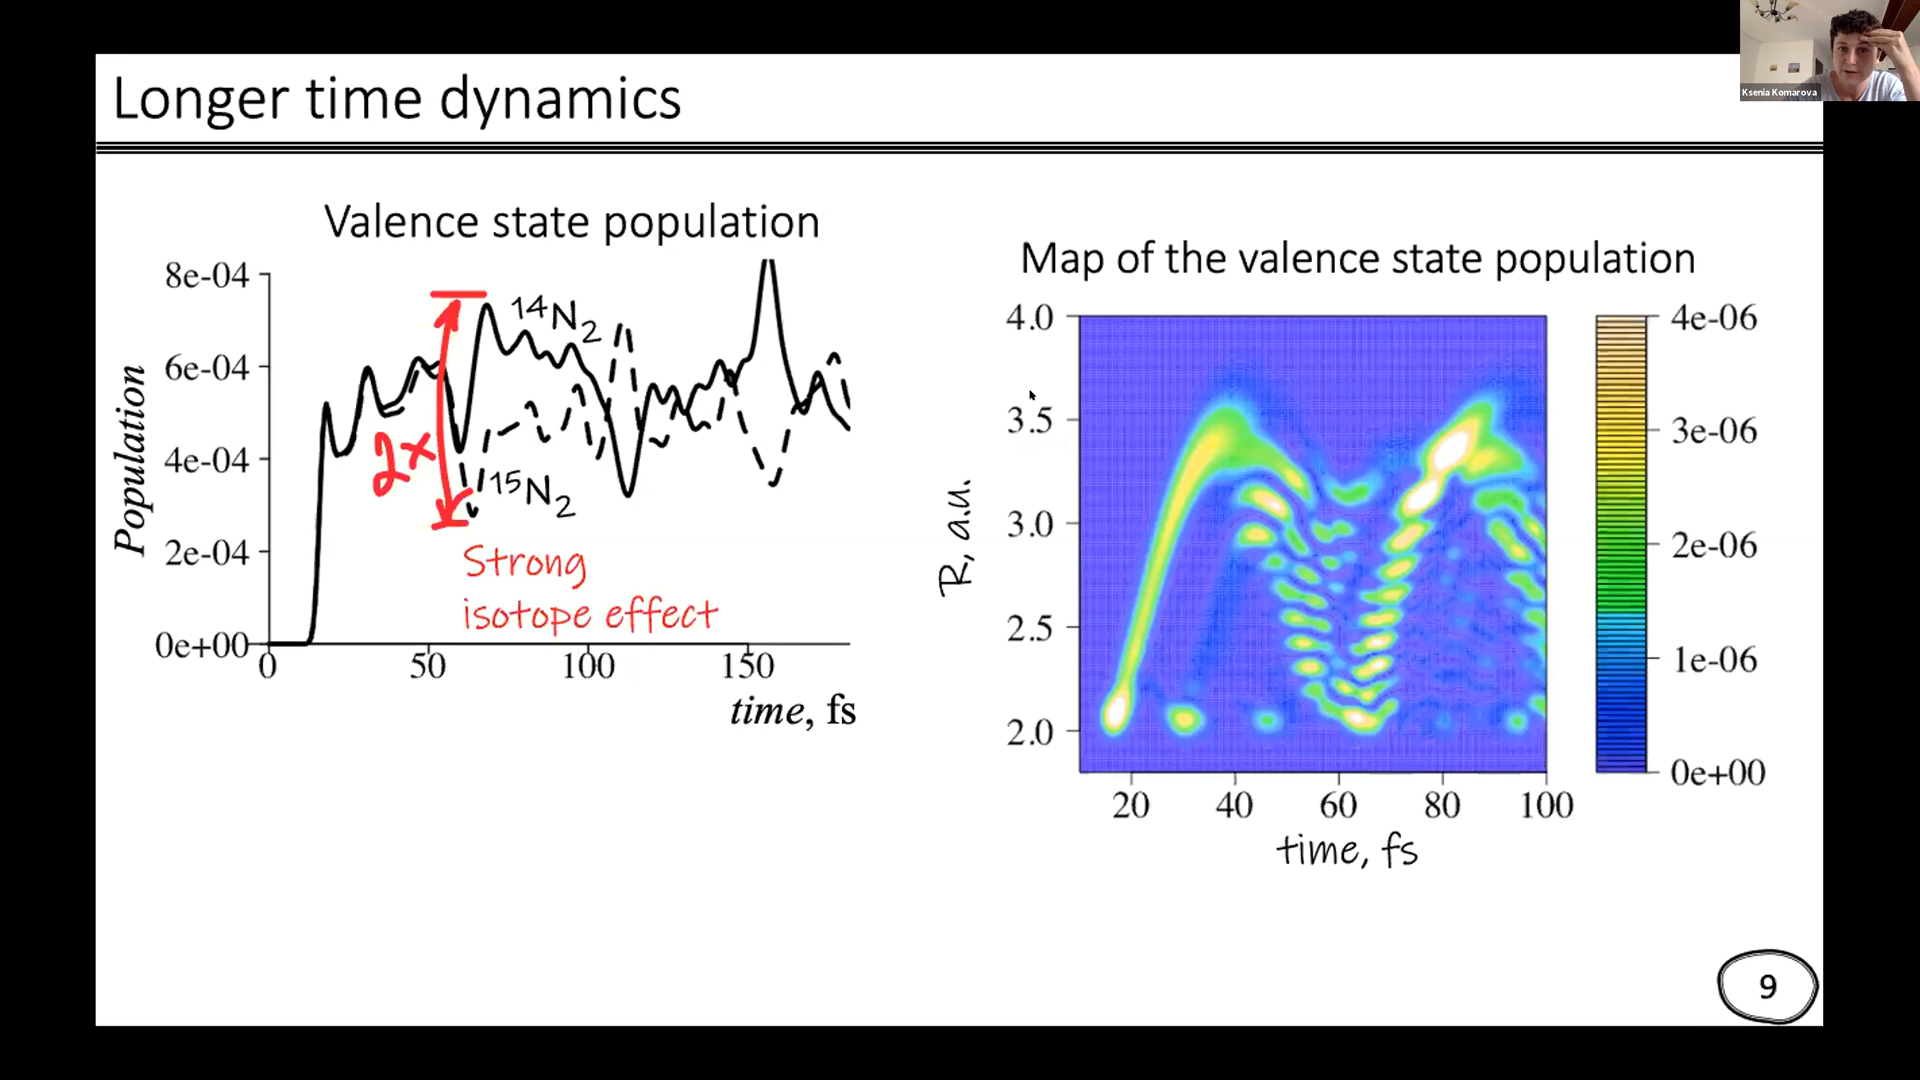 Ksenia Komarova
Longer time dynamics
Valence state population
8e-04
6e-04
4e-04
2e-04
0e+00
Population
0
50
100
150
time, fs
14N2
15N2
2x
Strong
isotope effect
Map of the valence state population
4.0
3.5
3.0
2.5
2.0
R, a.u.
20
40
60
80
100
time, fs
4e-06
3e-06
2e-06
1e-06
0e+00
9